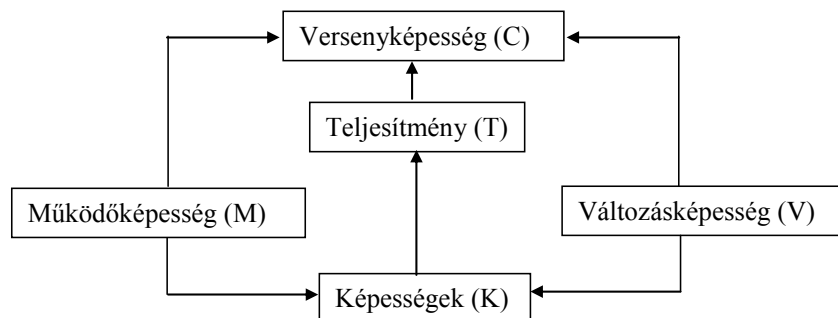 Versenyképesség (C)
Teljesítmény (T)
Működőképesség (M)
Változásképesség (V)
Képességek (K)